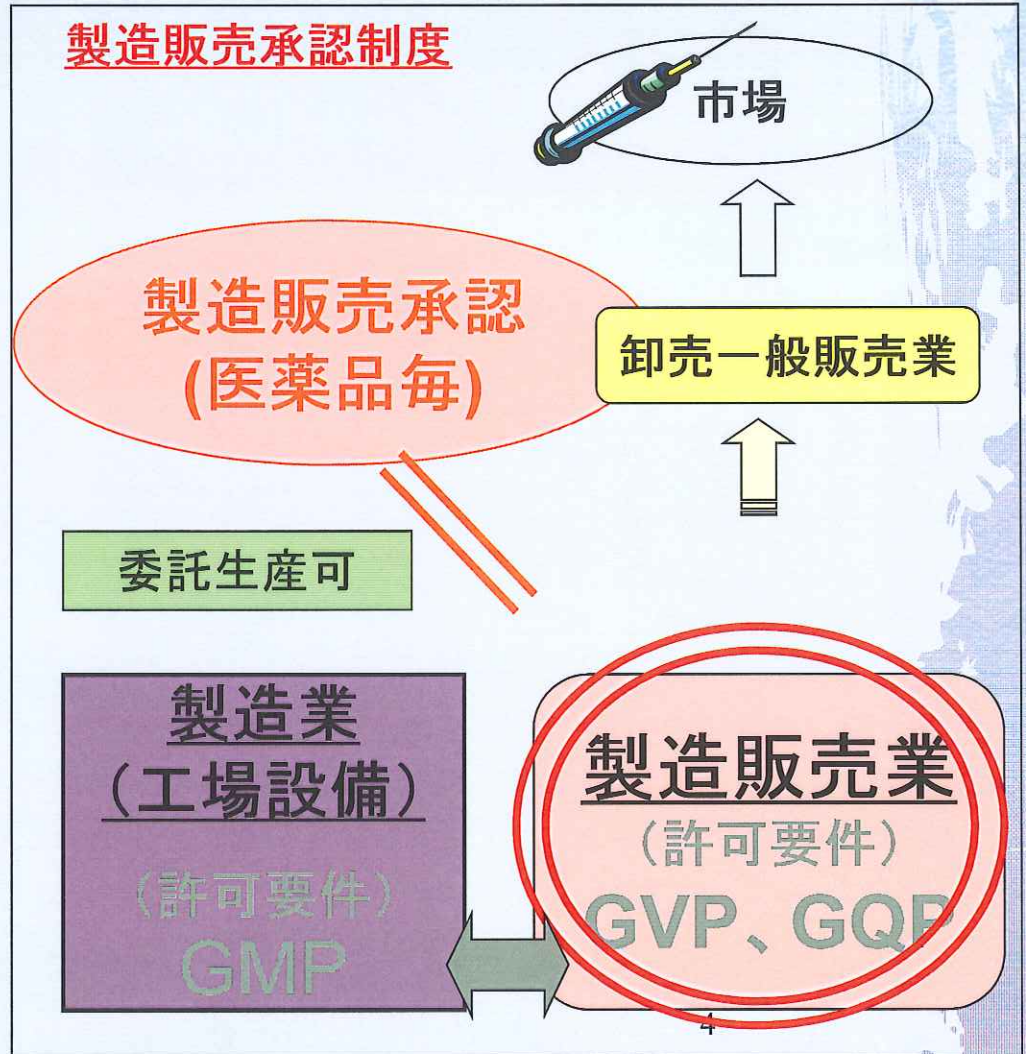 製造販売承認制度
市場
製造販売承認
(医薬品毎)
卸売一般販売業
委託生産可
製造業
(工場設備)
(許可要件)
GMP
製造販売業
(許可要件)
GVP、GQP
4